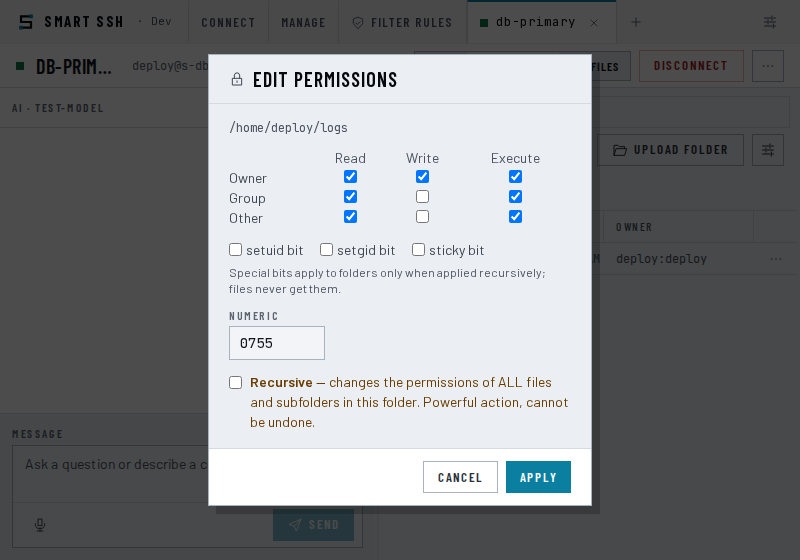 SMART SSH · Dev CONNECT MANAGE FILTER RULES db-primary × +
DB-PRIM... deploy@s-db FILES DISCONNECT ...
AI · TEST-MODEL
UPLOAD FOLDER
OWNER
deploy:deploy ...
EDIT PERMISSIONS
/home/deploy/logs
Read Write Execute
Owner
Group
Other
setuid bit setgid bit sticky bit
Special bits apply to folders only when applied recursively;
files never get them.
NUMERIC
0755
Recursive — changes the permissions of ALL files
and subfolders in this folder. Powerful action, cannot
be undone.
CANCEL APPLY
MESSAGE
Ask a question or describe a c
SEND